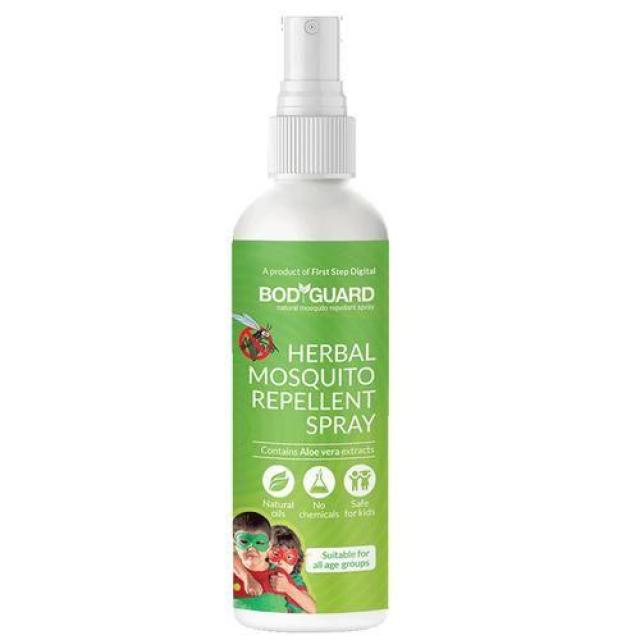 A product of First Step Digital
BODYGUARD
natural mosquito repellent spray
HERBAL
MOSQUITO
REPELLENT
SPRAY
Contains Aloe vera extracts
Natural oils
No chemicals
Safe for kids
Suitable for
all age groups